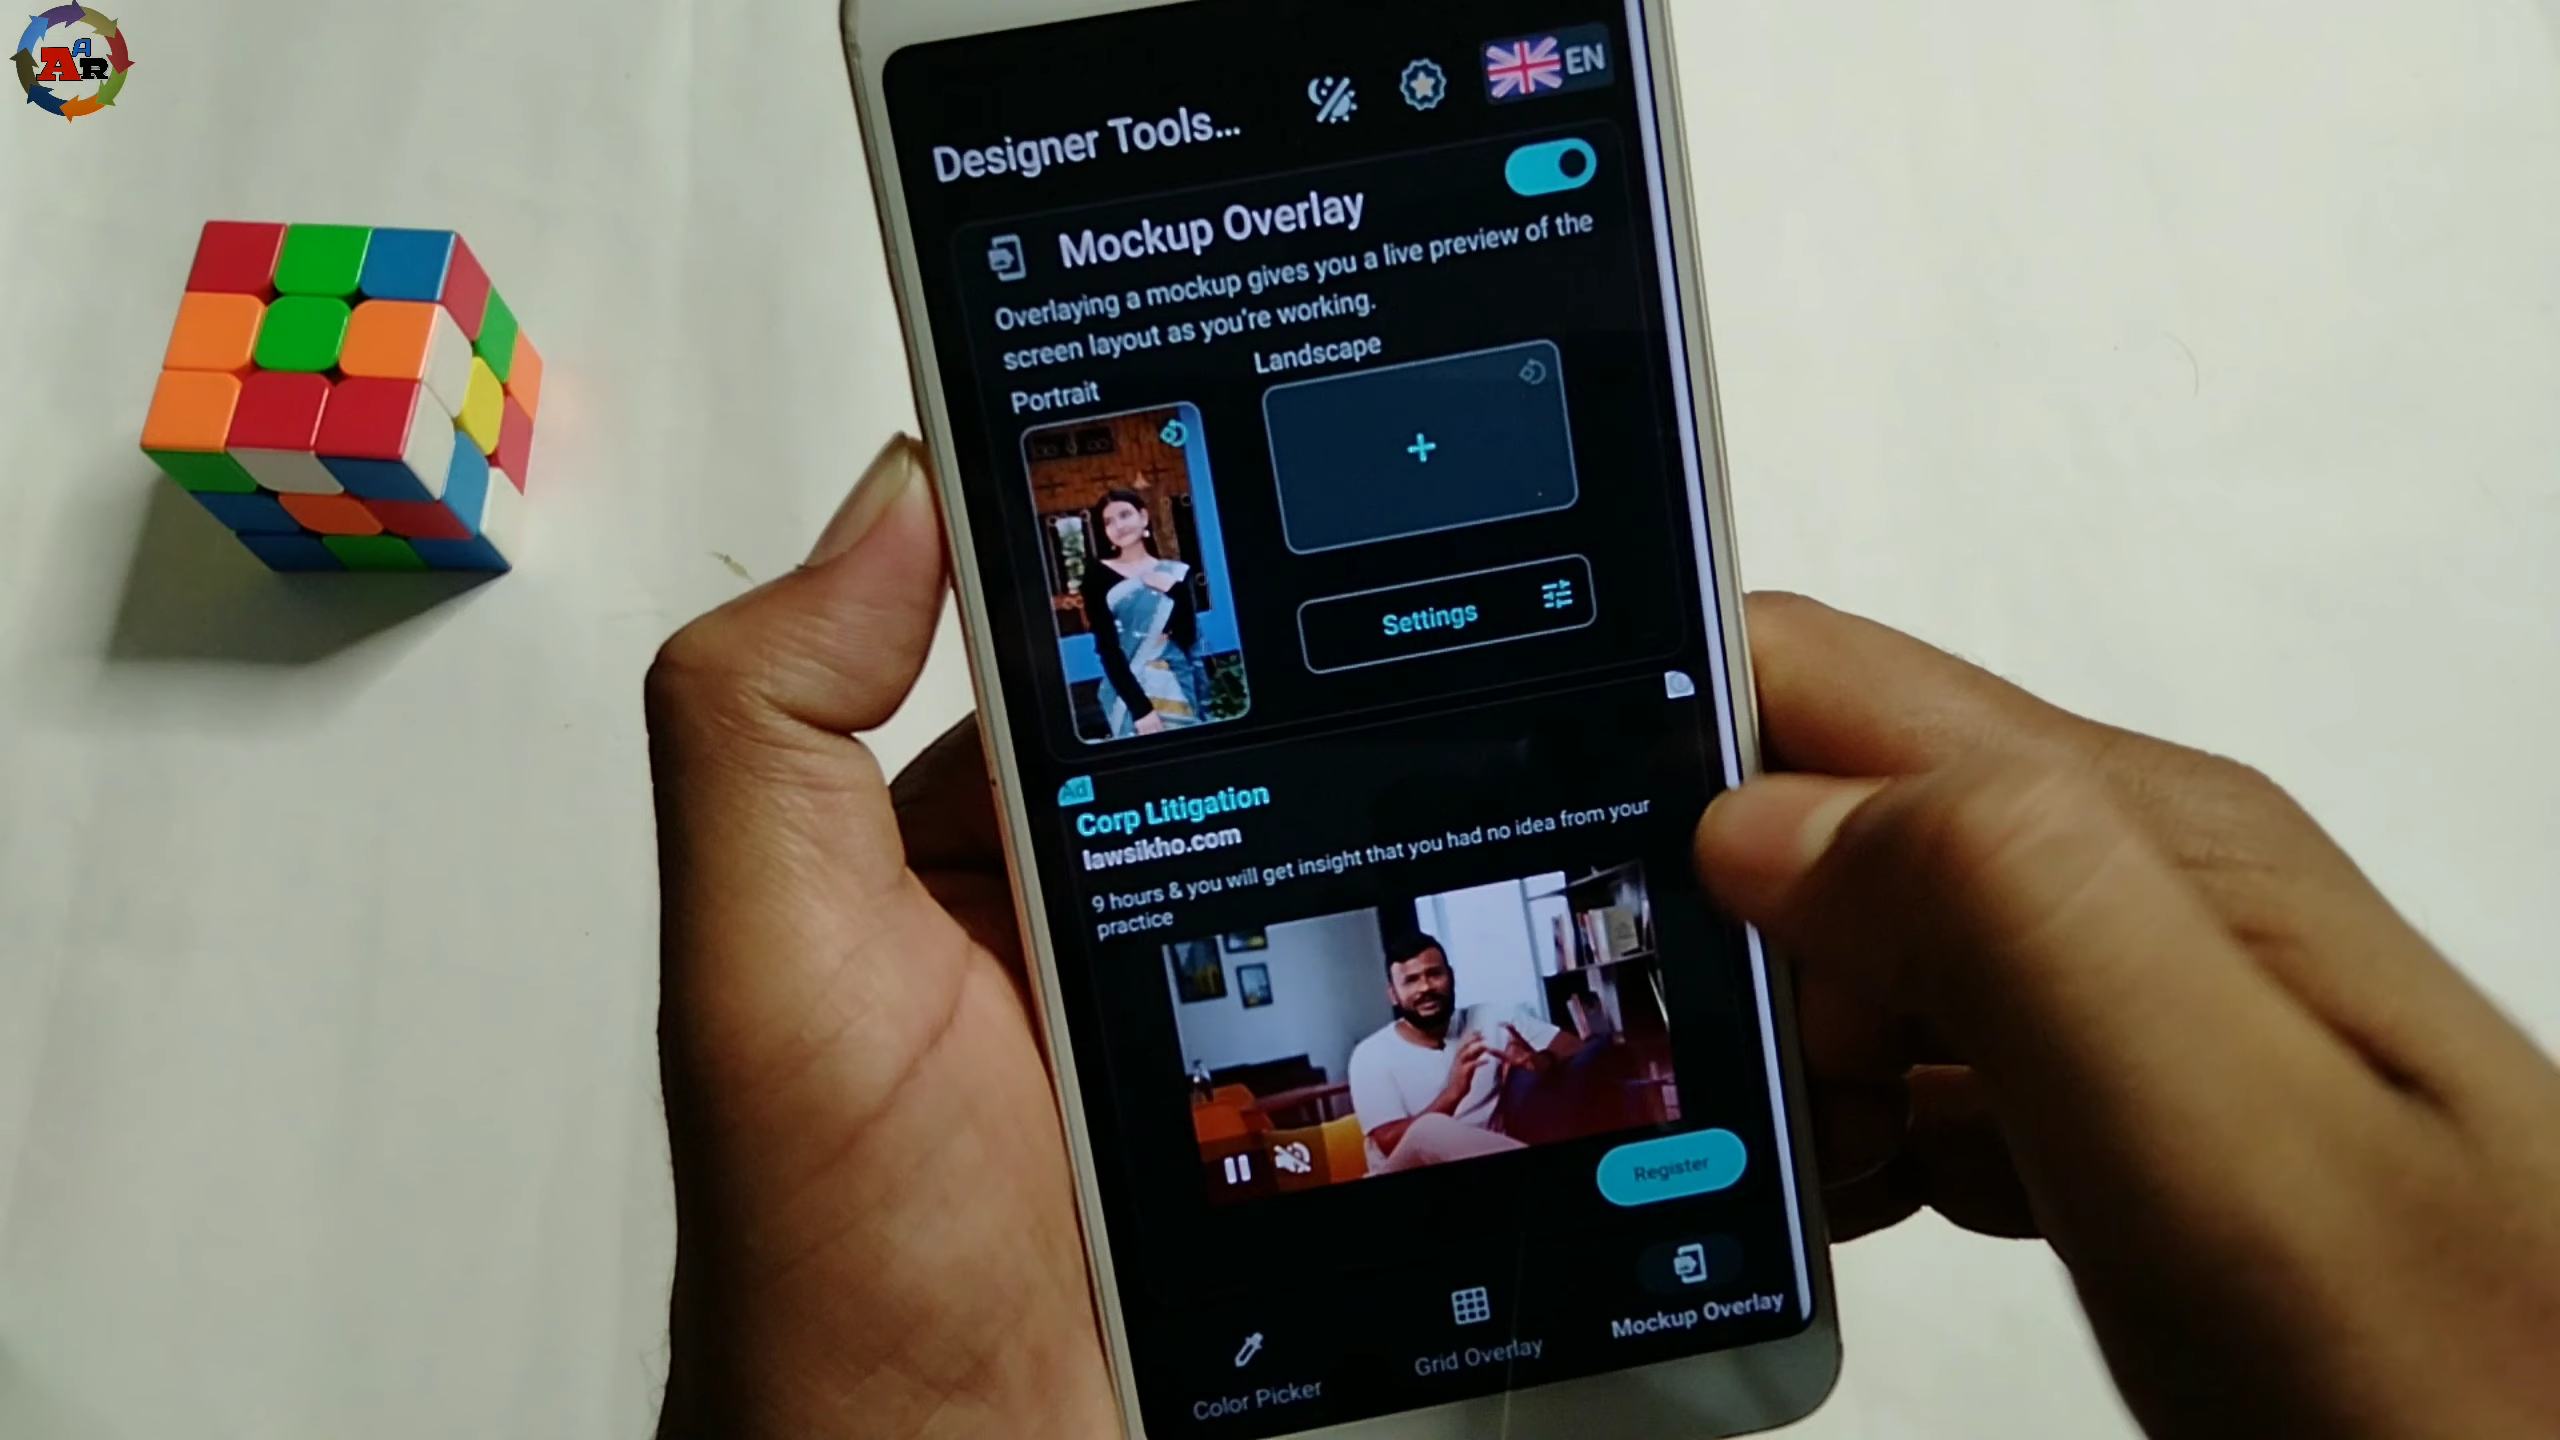 A
A R
Designer Tools...
EN
Mockup Overlay
Overlaying a mockup gives you a live preview of the
screen layout as you're working.
Portrait
Landscape
Settings
Ad
Corp Litigation
lawsikho.com
9 hours & you will get insight that you had no idea from your
practice
Register
Color Picker
Grid Overlay
Mockup Overlay